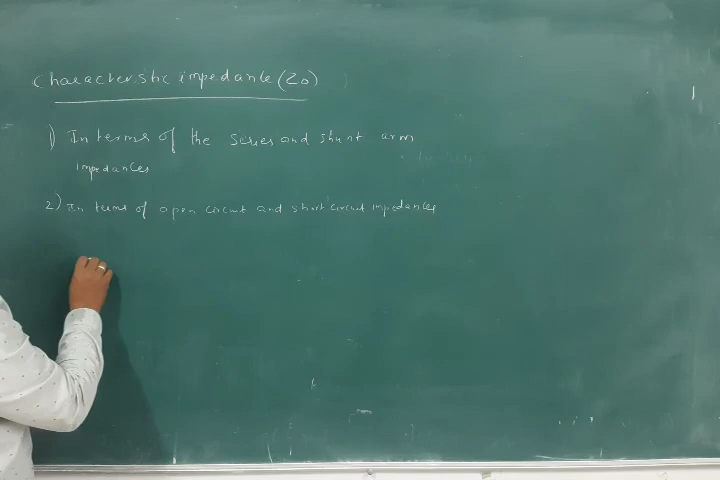 Characteristic impedance (Z0)
1) In terms of the series and shunt arm
impedances
2) In terms of open circuit and short circuit impedances